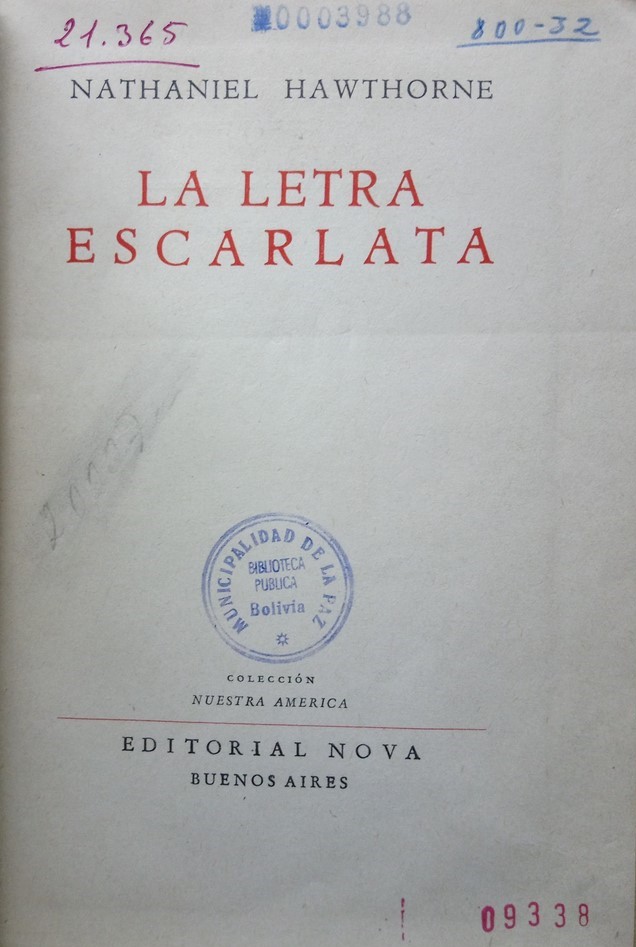 21.365
0003988
800-32
NATHANIEL HAWTHORNE
LA LETRA
ESCARLATA
MUNICIPALIDAD DE LA PAZ
BIBLIOTECA
PUBLICA
Bolivia
COLECCIÓN
NUESTRA AMERICA
EDITORIAL NOVA
BUENOS AIRES
09338